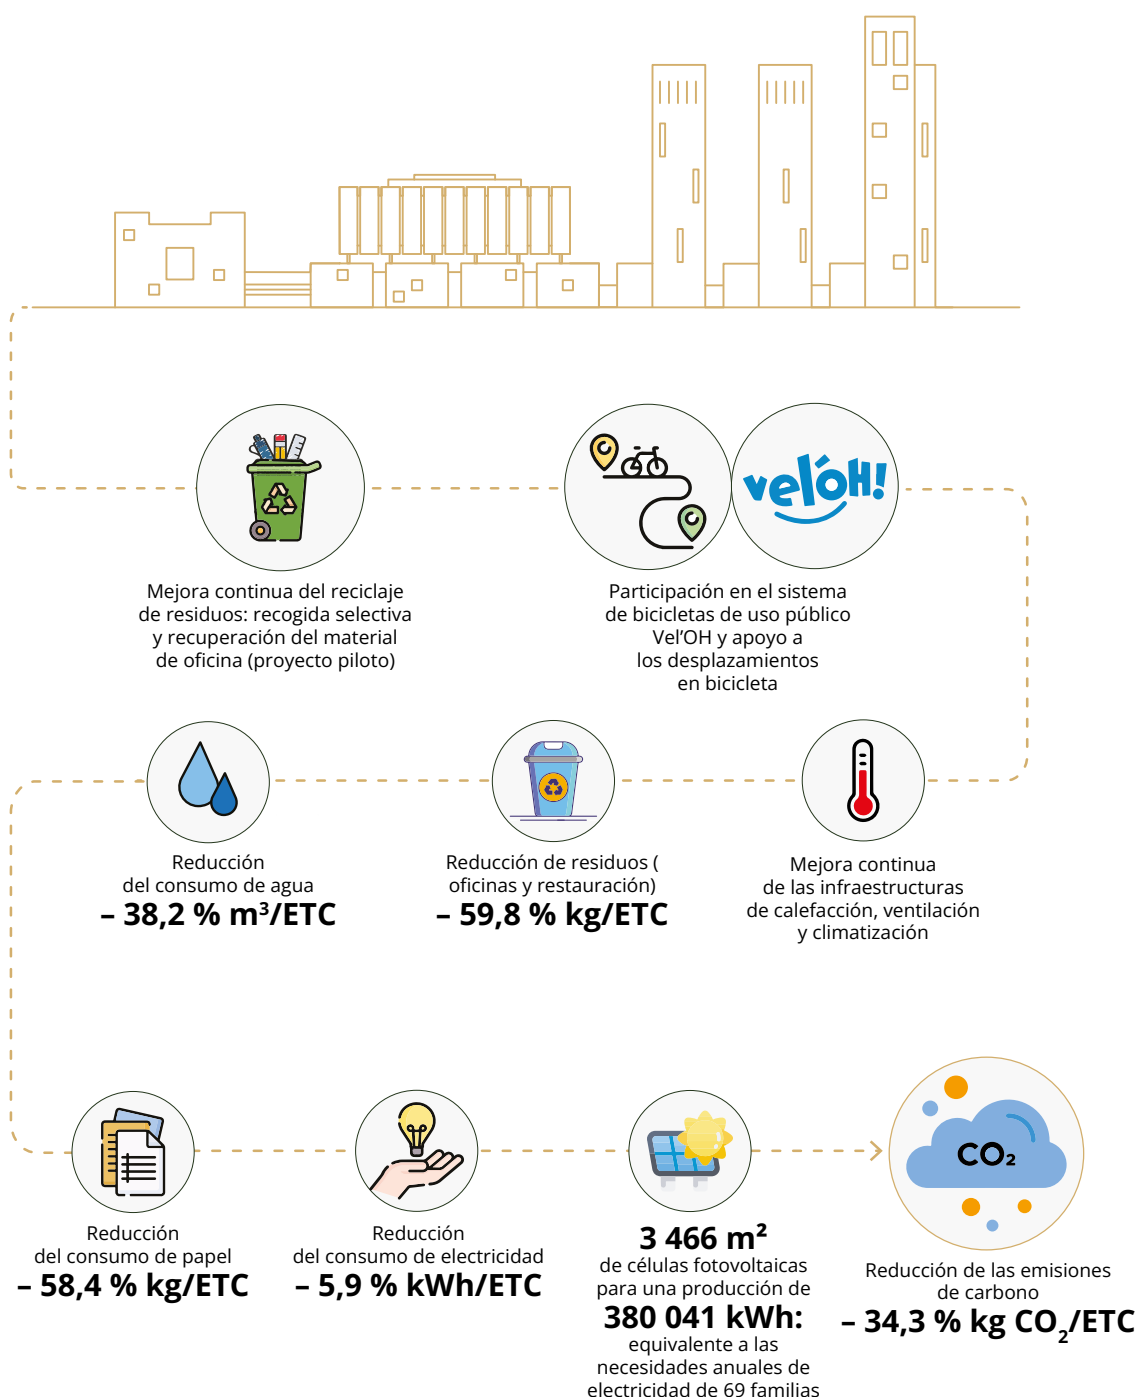 vel'óH!
Mejora continua del reciclaje
de residuos: recogida selectiva
y recuperación del material
de oficina (proyecto piloto)
Participación en el sistema
de bicicletas de uso público
Vel’OH y apoyo a
los desplazamientos
en bicicleta
Reducción
del consumo de agua
– 38,2 % m³/ETC
Reducción de residuos (
oficinas y restauración)
– 59,8 % kg/ETC
Mejora continua
de las infraestructuras
de calefacción, ventilación
y climatización
Reducción
del consumo de papel
– 58,4 % kg/ETC
Reducción
del consumo de electricidad
– 5,9 % kWh/ETC
3 466 m²
de células fotovoltaicas
para una producción de
380 041 kWh:
equivalente a las
necesidades anuales de
electricidad de 69 familias
CO₂
Reducción de las emisiones
de carbono
– 34,3 % kg CO₂/ETC